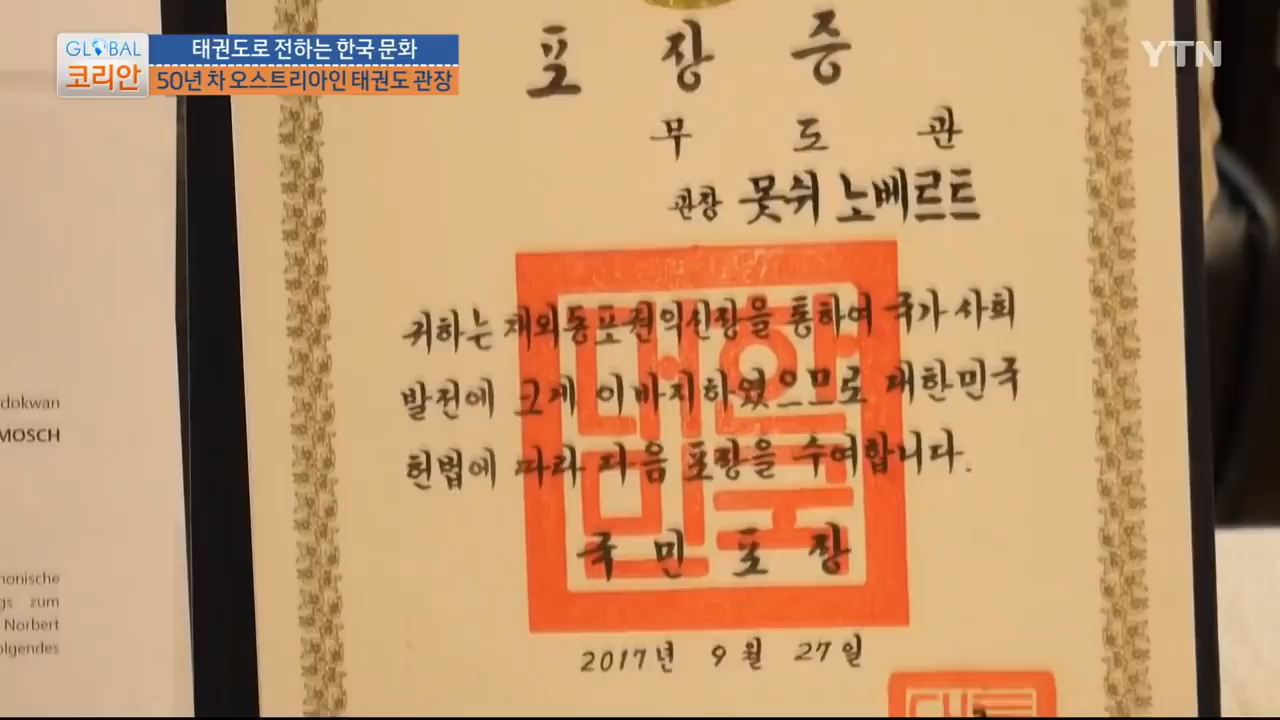 GLOBAL
코리안
태권도로 전하는 한국 문화
50년 차 오스트리아인 태권도 관장
YTN
포 장 증
무 도 관
관장 못쉬 노베르트
귀하는 재외동포권익신장을 통하여 국가 사회
발전에 크게 이바지하였으므로 대한민국
헌법에 따라 다음 포장을 수여합니다.
국 민 포 장
2017년 9월 27일
대한
민국
dokwan
MOSCH
nonische
gs zum
Norbert
olgendes